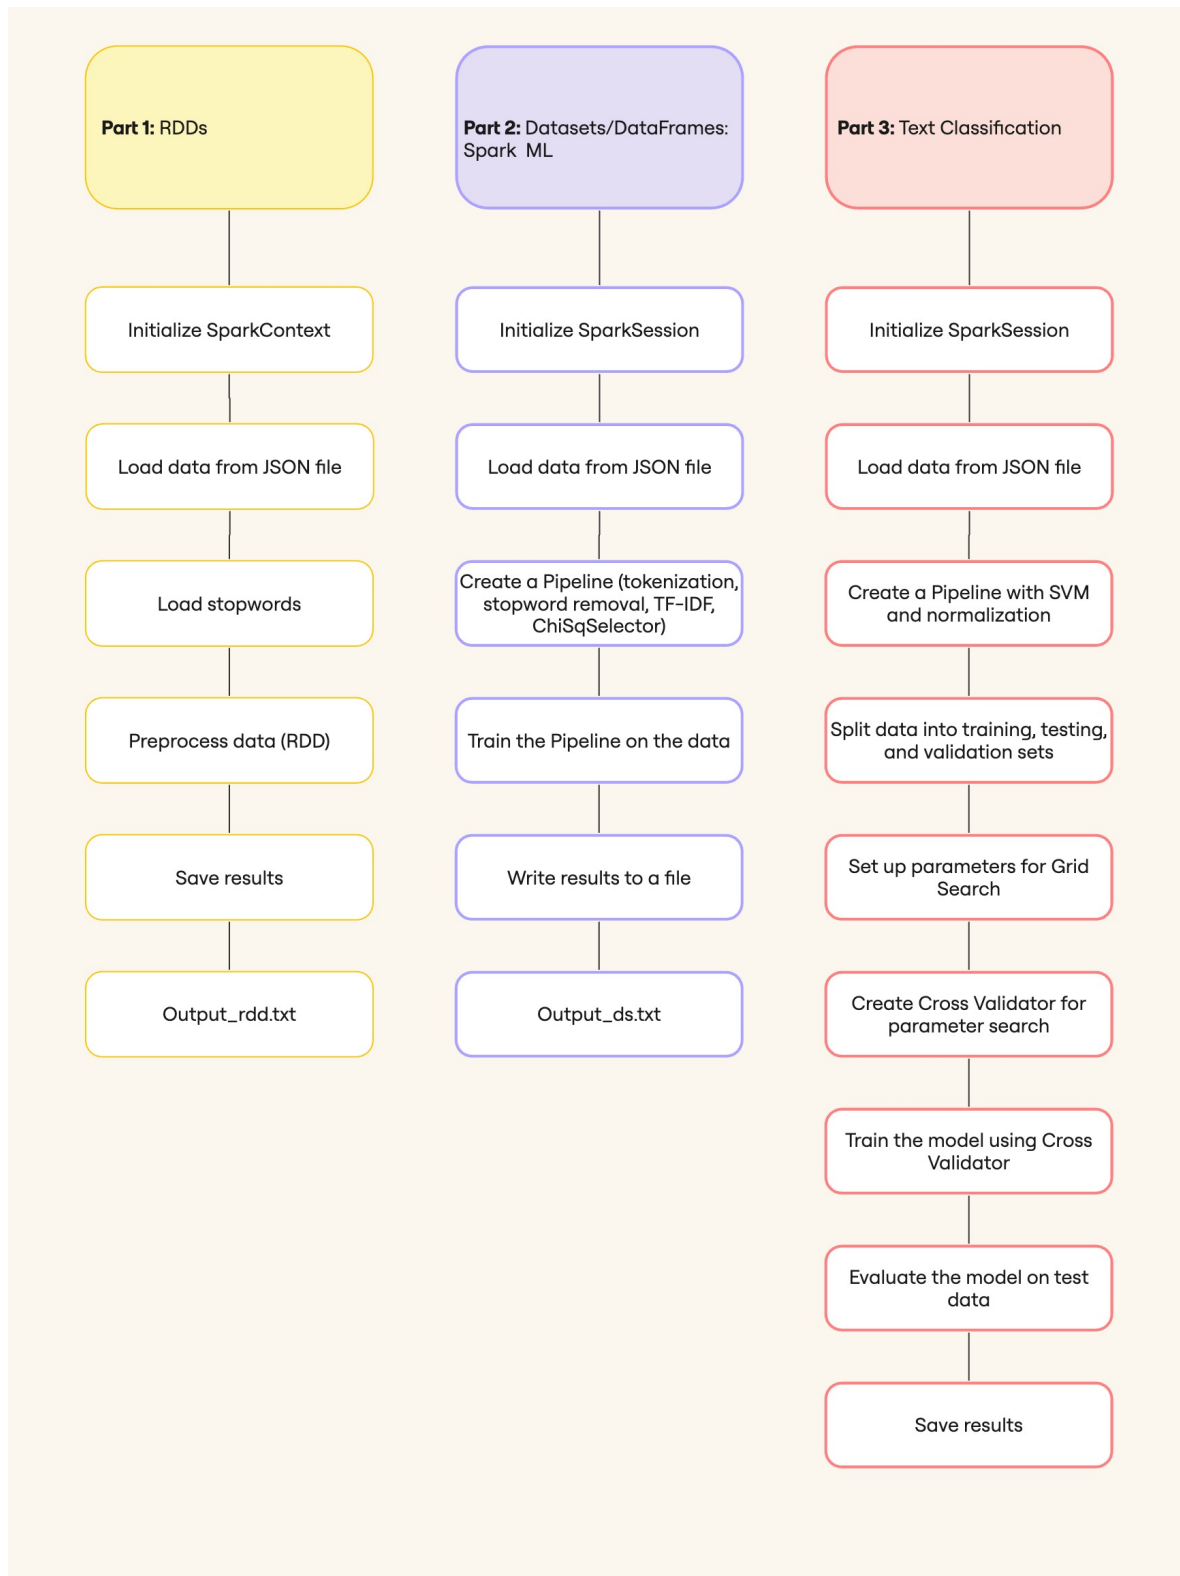 Part 1: RDDs
Initialize SparkContext
Load data from JSON file
Load stopwords
Preprocess data (RDD)
Save results
Output_rdd.txt
Part 2: Datasets/DataFrames:
Spark ML
Initialize SparkSession
Load data from JSON file
Create a Pipeline (tokenization,
stopword removal, TF-IDF,
ChiSqSelector)
Train the Pipeline on the data
Write results to a file
Output_ds.txt
Part 3: Text Classification
Initialize SparkSession
Load data from JSON file
Create a Pipeline with SVM
and normalization
Split data into training, testing,
and validation sets
Set up parameters for Grid
Search
Create Cross Validator for
parameter search
Train the model using Cross
Validator
Evaluate the model on test
data
Save results